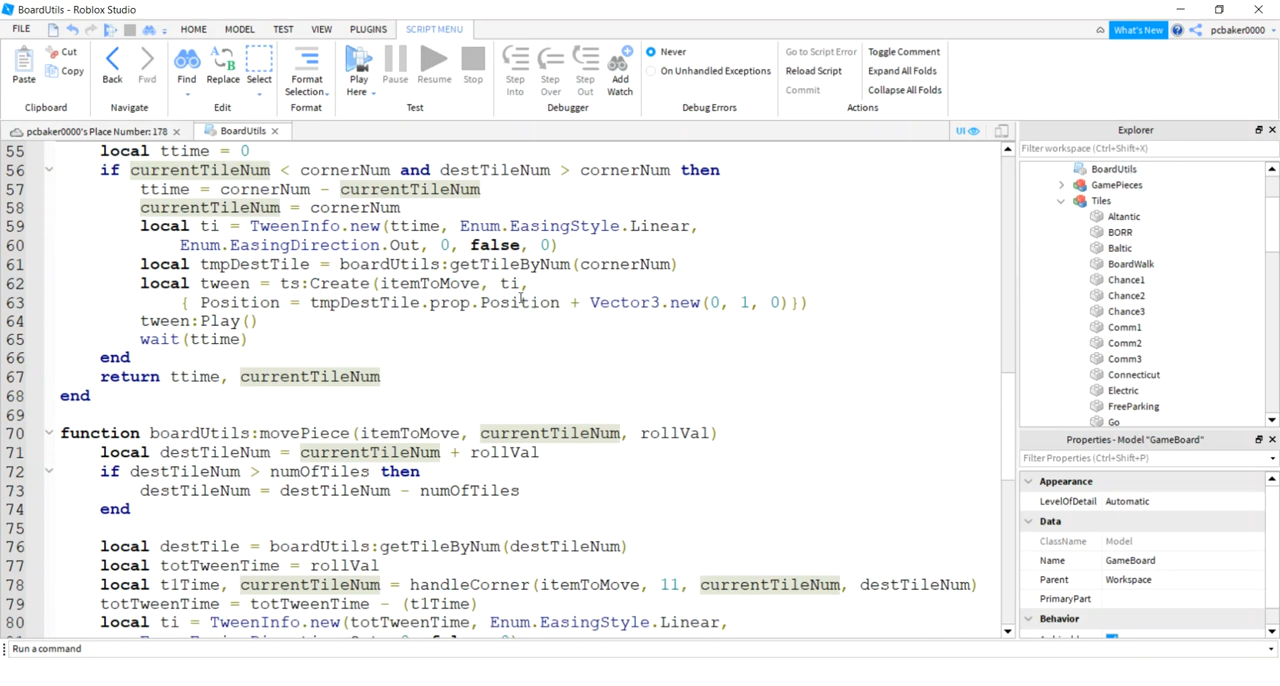 BoardUtils - Roblox Studio
FILE HOME MODEL TEST VIEW PLUGINS SCRIPT MENU What's New pcbaker0000
Paste Cut Copy Back Fwd Find Replace Select Format Selection Play Here Pause Resume Stop Step Into Step Over Step Out Add Watch Never On Unhandled Exceptions Go to Script Error Reload Script Commit Toggle Comment Expand All Folds Collapse All Folds
Clipboard Navigate Edit Format Test Debugger Debug Errors Actions
pcbaker0000's Place Number: 178 BoardUtils UI
55 local ttime = 0
56 if currentTileNum < cornerNum and destTileNum > cornerNum then
57 ttime = cornerNum - currentTileNum
58 currentTileNum = cornerNum
59 local ti = TweenInfo.new(ttime, Enum.EasingStyle.Linear,
60 Enum.EasingDirection.Out, 0, false, 0)
61 local tmpDestTile = boardUtils:getTileByNum(cornerNum)
62 local tween = ts:Create(itemToMove, ti,
63 { Position = tmpDestTile.prop.Position + Vector3.new(0, 1, 0)})
64 tween:Play()
65 wait(ttime)
66 end
67 return ttime, currentTileNum
68 end
69
70 function boardUtils:movePiece(itemToMove, currentTileNum, rollVal)
71 local destTileNum = currentTileNum + rollVal
72 if destTileNum > numOfTiles then
73 destTileNum = destTileNum - numOfTiles
74 end
75
76 local destTile = boardUtils:getTileByNum(destTileNum)
77 local totTweenTime = rollVal
78 local t1Time, currentTileNum = handleCorner(itemToMove, 11, currentTileNum, destTileNum)
79 totTweenTime = totTweenTime - (t1Time)
80 local ti = TweenInfo.new(totTweenTime, Enum.EasingStyle.Linear,
Explorer
Filter workspace (Ctrl+Shift+X)
BoardUtils
GamePieces
Tiles
Altantic
BORR
Baltic
BoardWalk
Chance1
Chance2
Chance3
Comm1
Comm2
Comm3
Connecticut
Electric
FreeParking
Go
Properties - Model "GameBoard"
Filter Properties (Ctrl+Shift+P)
Appearance
LevelOfDetail Automatic
Data
ClassName Model
Name GameBoard
Parent Workspace
PrimaryPart
Behavior
Run a command